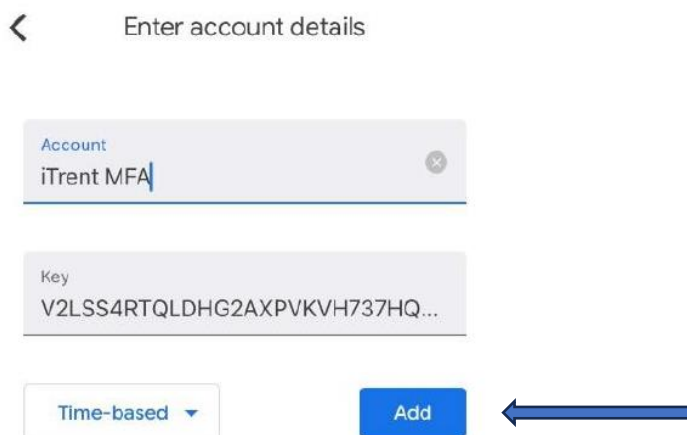 Enter account details
Account
iTrent MFA
Key
V2LSS4RTQLDHG2AXPVKVH737HQ...
Time-based
Add